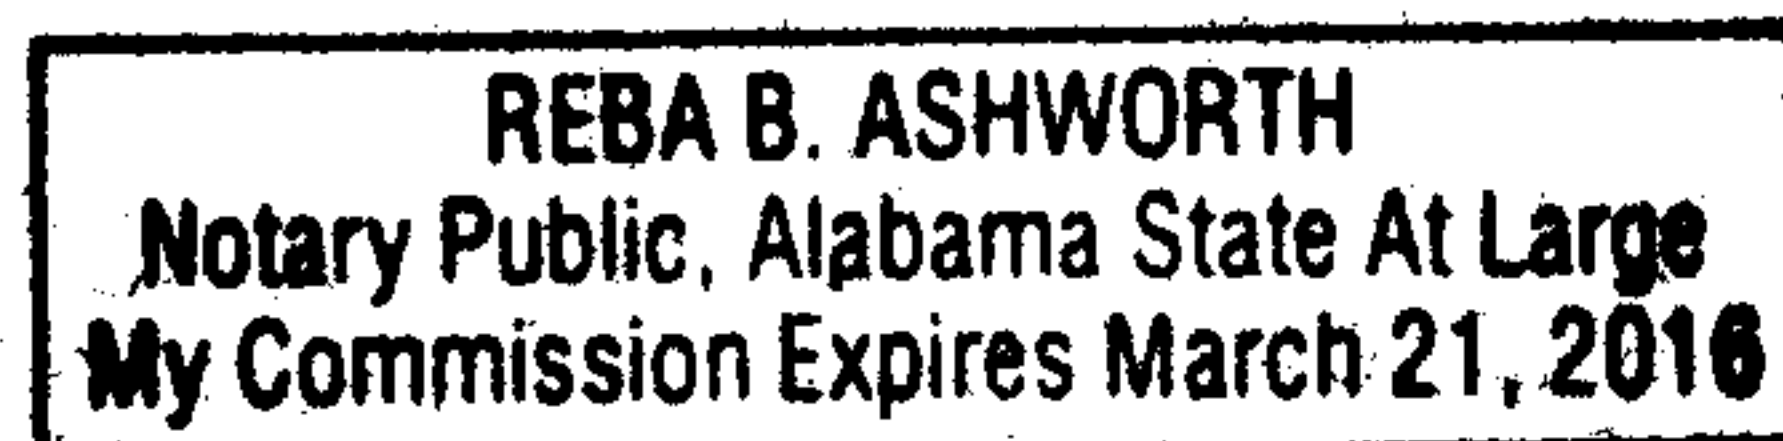 REBA B. ASHWORTH
Notary Public, Alabama State At Large
My Commission Expires March 21, 2016